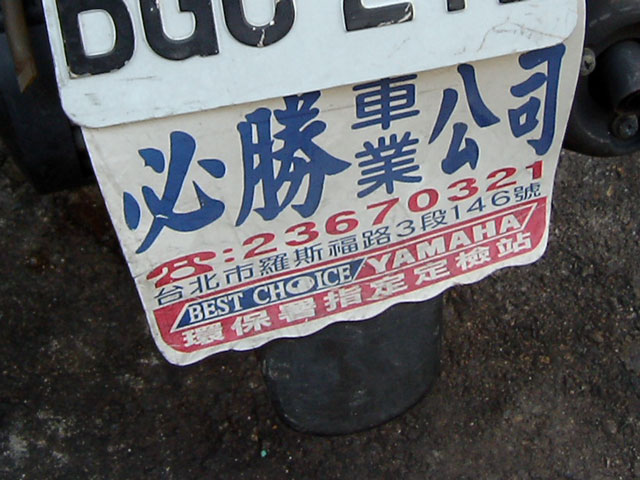 必勝車業公司
☎:23670321
台北市羅斯福路3段146號
BEST CHOICE YAMAHA
環保署指定定檢站